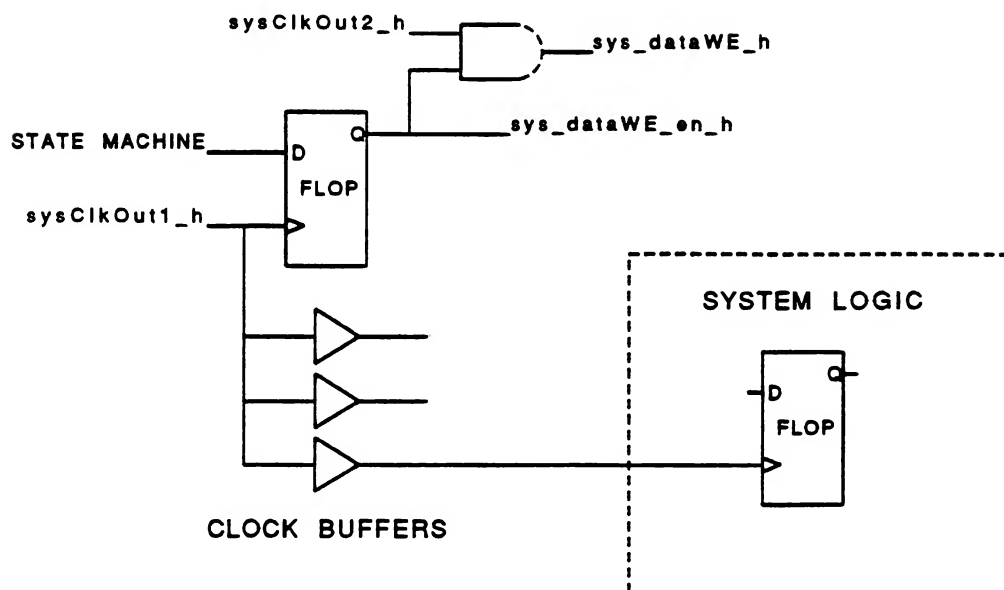 sysClkOut2_h
sys_dataWE_h
STATE MACHINE
D
Q
FLOP
sys_dataWE_en_h
sysClkOut1_h
SYSTEM LOGIC
D
Q
FLOP
CLOCK BUFFERS